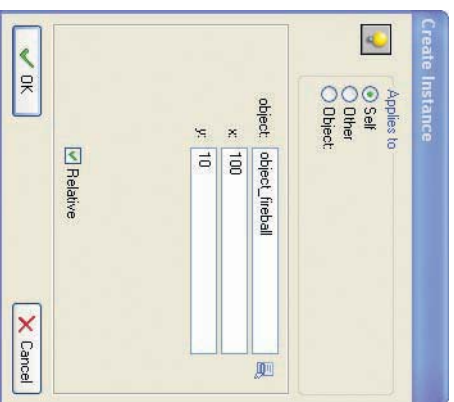 Create Instance
Applies to
Self
Other
Object:
object: object_fireball
x: 100
y: 10
Relative
OK
Cancel